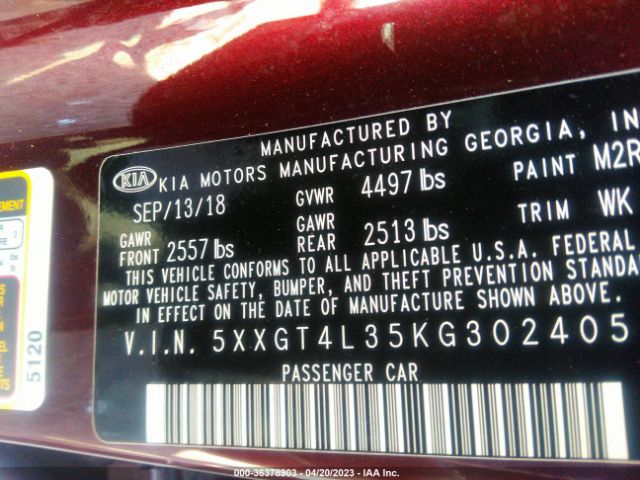 MANUFACTURED BY
KIA KIA MOTORS MANUFACTURING GEORGIA, IN
SEP/13/18 GVWR 4497 lbs PAINT M2R
GAWR FRONT 2557 lbs GAWR REAR 2513 lbs TRIM WK
THIS VEHICLE CONFORMS TO ALL APPLICABLE U.S.A. FEDERAL
MOTOR VEHICLE SAFETY, BUMPER, AND THEFT PREVENTION STANDA
IN EFFECT ON THE DATE OF MANUFACTURE SHOWN ABOVE.
V.I.N. 5XXGT4L35KG302405
PASSENGER CAR
5120
000-36378903 - 04/20/2023 - IAA Inc.